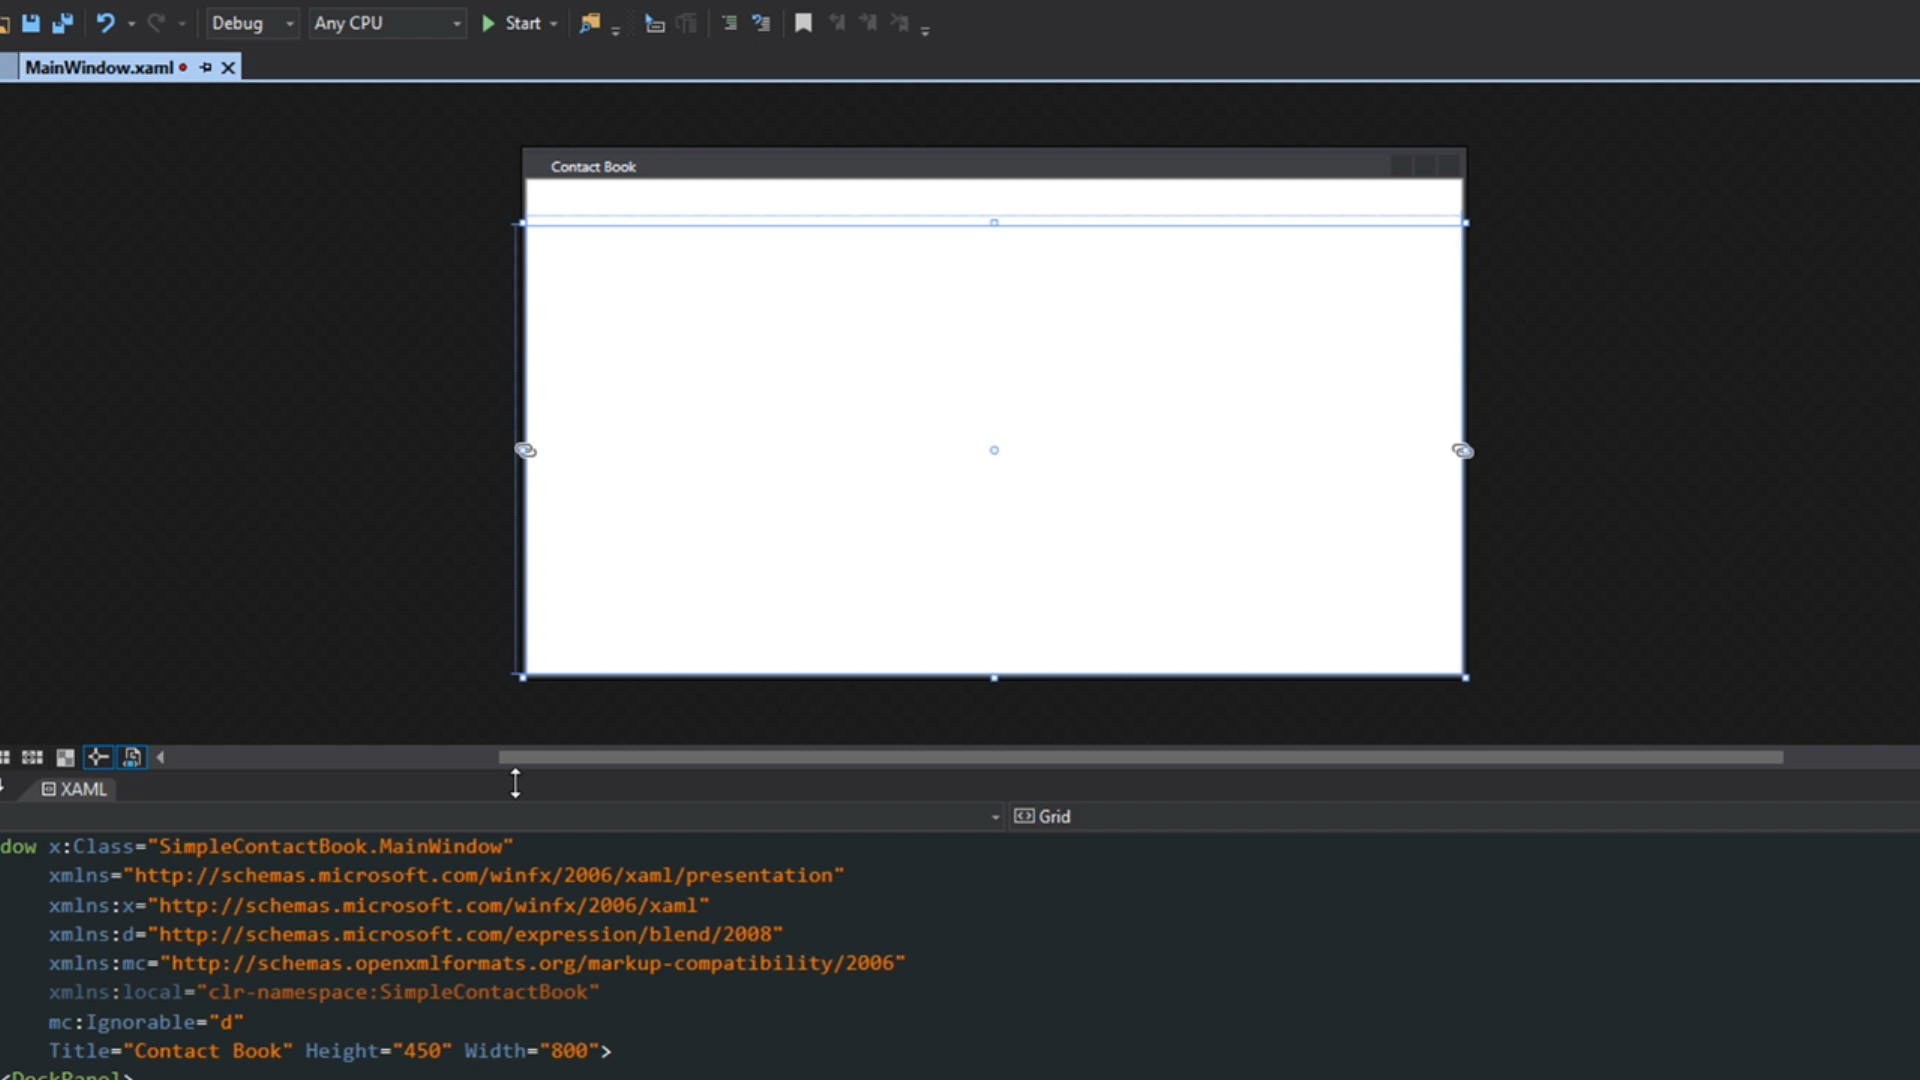 Debug Any CPU Start
MainWindow.xaml
Contact Book
XAML
Grid
dow x:Class="SimpleContactBook.MainWindow"
xmlns="http://schemas.microsoft.com/winfx/2006/xaml/presentation"
xmlns:x="http://schemas.microsoft.com/winfx/2006/xaml"
xmlns:d="http://schemas.microsoft.com/expression/blend/2008"
xmlns:mc="http://schemas.openxmlformats.org/markup-compatibility/2006"
xmlns:local="clr-namespace:SimpleContactBook"
mc:Ignorable="d"
Title="Contact Book" Height="450" Width="800">
<DockPanel>